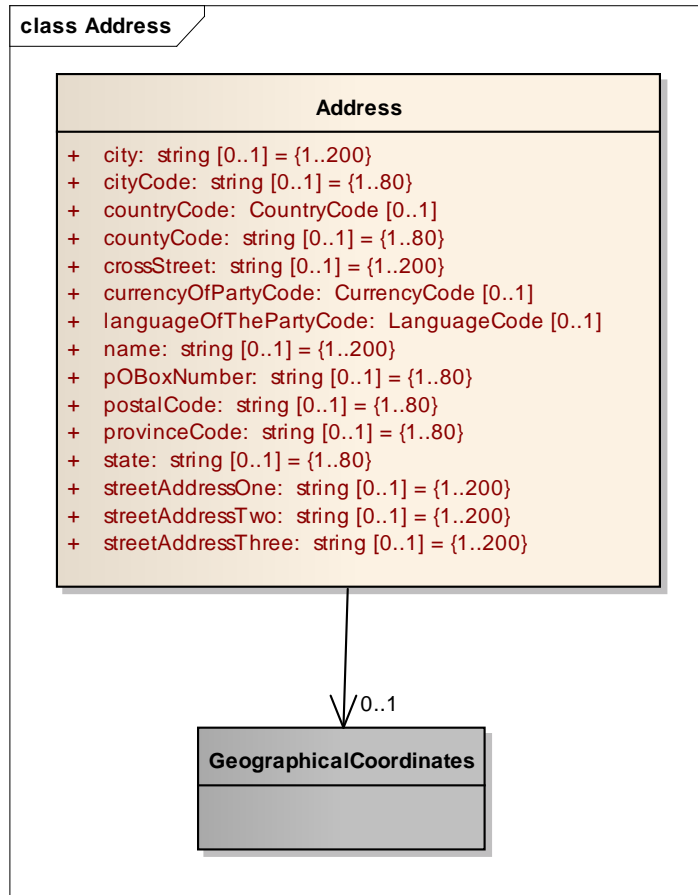 class Address
Address
+ city: string [0..1] = {1..200}
+ cityCode: string [0..1] = {1..80}
+ countryCode: CountryCode [0..1]
+ countyCode: string [0..1] = {1..80}
+ crossStreet: string [0..1] = {1..200}
+ currencyOfPartyCode: CurrencyCode [0..1]
+ languageOfThePartyCode: LanguageCode [0..1]
+ name: string [0..1] = {1..200}
+ pOBoxNumber: string [0..1] = {1..80}
+ postalCode: string [0..1] = {1..80}
+ provinceCode: string [0..1] = {1..80}
+ state: string [0..1] = {1..80}
+ streetAddressOne: string [0..1] = {1..200}
+ streetAddressTwo: string [0..1] = {1..200}
+ streetAddressThree: string [0..1] = {1..200}
0..1
GeographicalCoordinates